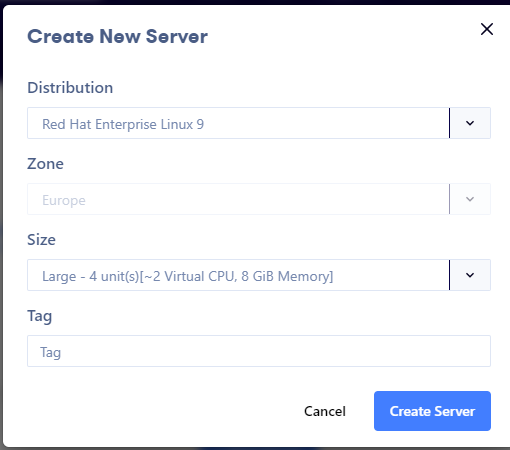 Create New Server
Distribution
Red Hat Enterprise Linux 9
Zone
Europe
Size
Large - 4 unit(s)[~2 Virtual CPU, 8 GiB Memory]
Tag
Tag
Cancel
Create Server